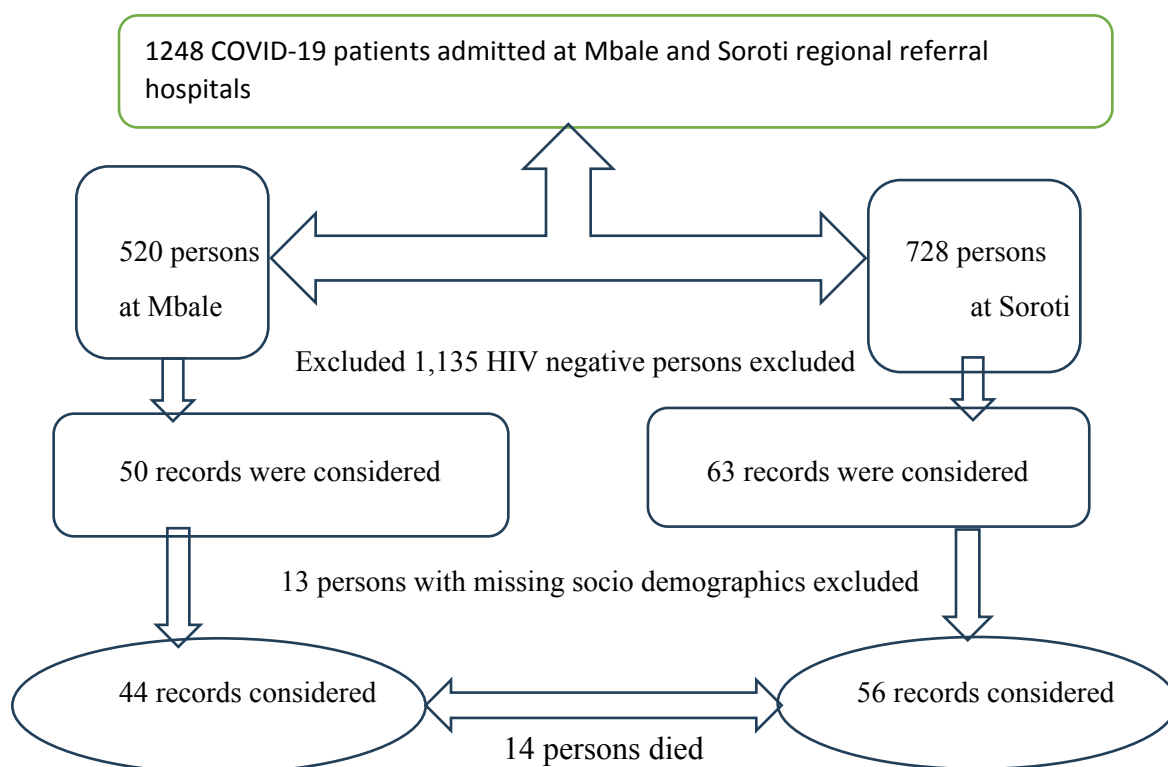 1248 COVID-19 patients admitted at Mbale and Soroti regional referral
hospitals
520 persons
at Mbale
728 persons
at Soroti
Excluded 1,135 HIV negative persons excluded
50 records were considered
63 records were considered
13 persons with missing socio demographics excluded
44 records considered
56 records considered
14 persons died